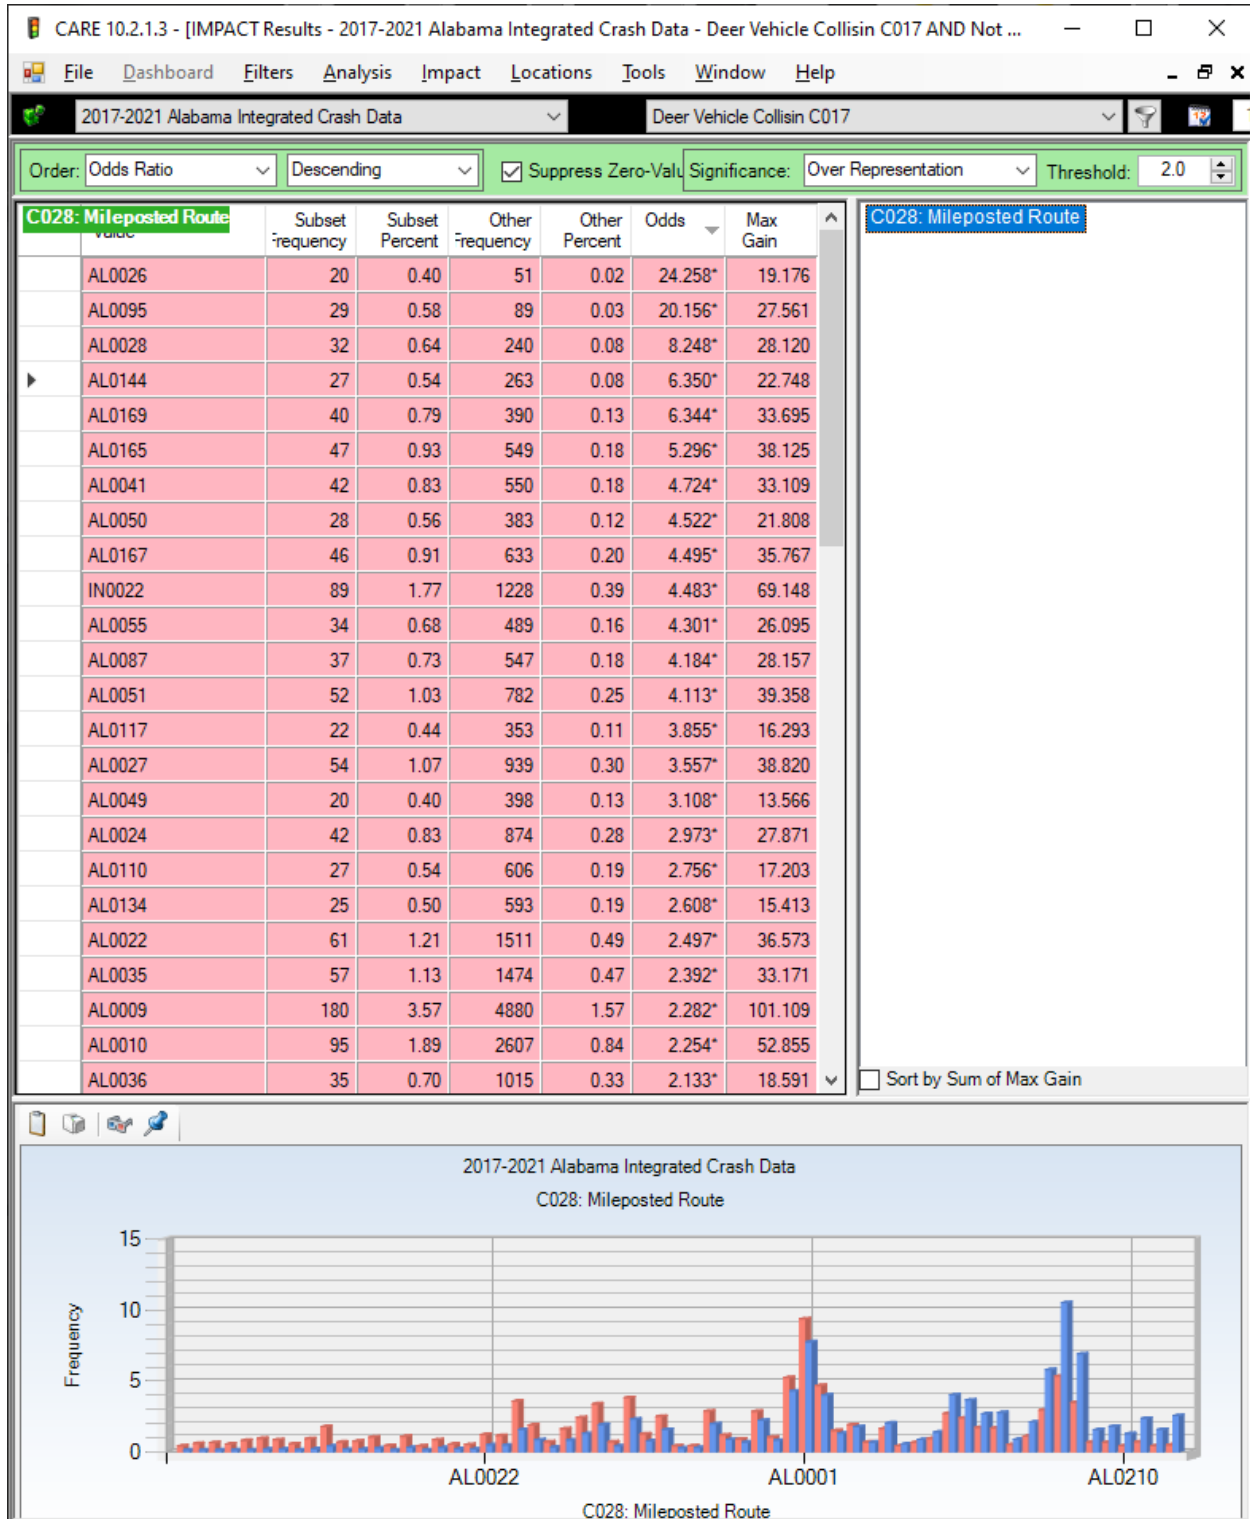 CARE 10.2.1.3 - [IMPACT Results - 2017-2021 Alabama Integrated Crash Data - Deer Vehicle Collisin C017 AND Not ...
File Dashboard Filters Analysis Impact Locations Tools Window Help
2017-2021 Alabama Integrated Crash Data Deer Vehicle Collisin C017
Order: Odds Ratio Descending Suppress Zero-Valu Significance: Over Representation Threshold: 2.0
C028: Mileposted Route Subset Frequency Subset Percent Other Frequency Other Percent Odds Max Gain C028: Mileposted Route
AL0026 20 0.40 51 0.02 24.258* 19.176
AL0095 29 0.58 89 0.03 20.156* 27.561
AL0028 32 0.64 240 0.08 8.248* 28.120
AL0144 27 0.54 263 0.08 6.350* 22.748
AL0169 40 0.79 390 0.13 6.344* 33.695
AL0165 47 0.93 549 0.18 5.296* 38.125
AL0041 42 0.83 550 0.18 4.724* 33.109
AL0050 28 0.56 383 0.12 4.522* 21.808
AL0167 46 0.91 633 0.20 4.495* 35.767
IN0022 89 1.77 1228 0.39 4.483* 69.148
AL0055 34 0.68 489 0.16 4.301* 26.095
AL0087 37 0.73 547 0.18 4.184* 28.157
AL0051 52 1.03 782 0.25 4.113* 39.358
AL0117 22 0.44 353 0.11 3.855* 16.293
AL0027 54 1.07 939 0.30 3.557* 38.820
AL0049 20 0.40 398 0.13 3.108* 13.566
AL0024 42 0.83 874 0.28 2.973* 27.871
AL0110 27 0.54 606 0.19 2.756* 17.203
AL0134 25 0.50 593 0.19 2.608* 15.413
AL0022 61 1.21 1511 0.49 2.497* 36.573
AL0035 57 1.13 1474 0.47 2.392* 33.171
AL0009 180 3.57 4880 1.57 2.282* 101.109
AL0010 95 1.89 2607 0.84 2.254* 52.855
AL0036 35 0.70 1015 0.33 2.133* 18.591
Sort by Sum of Max Gain
2017-2021 Alabama Integrated Crash Data
C028: Mileposted Route
Frequency
15
10
5
0
AL0022 AL0001 AL0210
C028: Mileposted Route